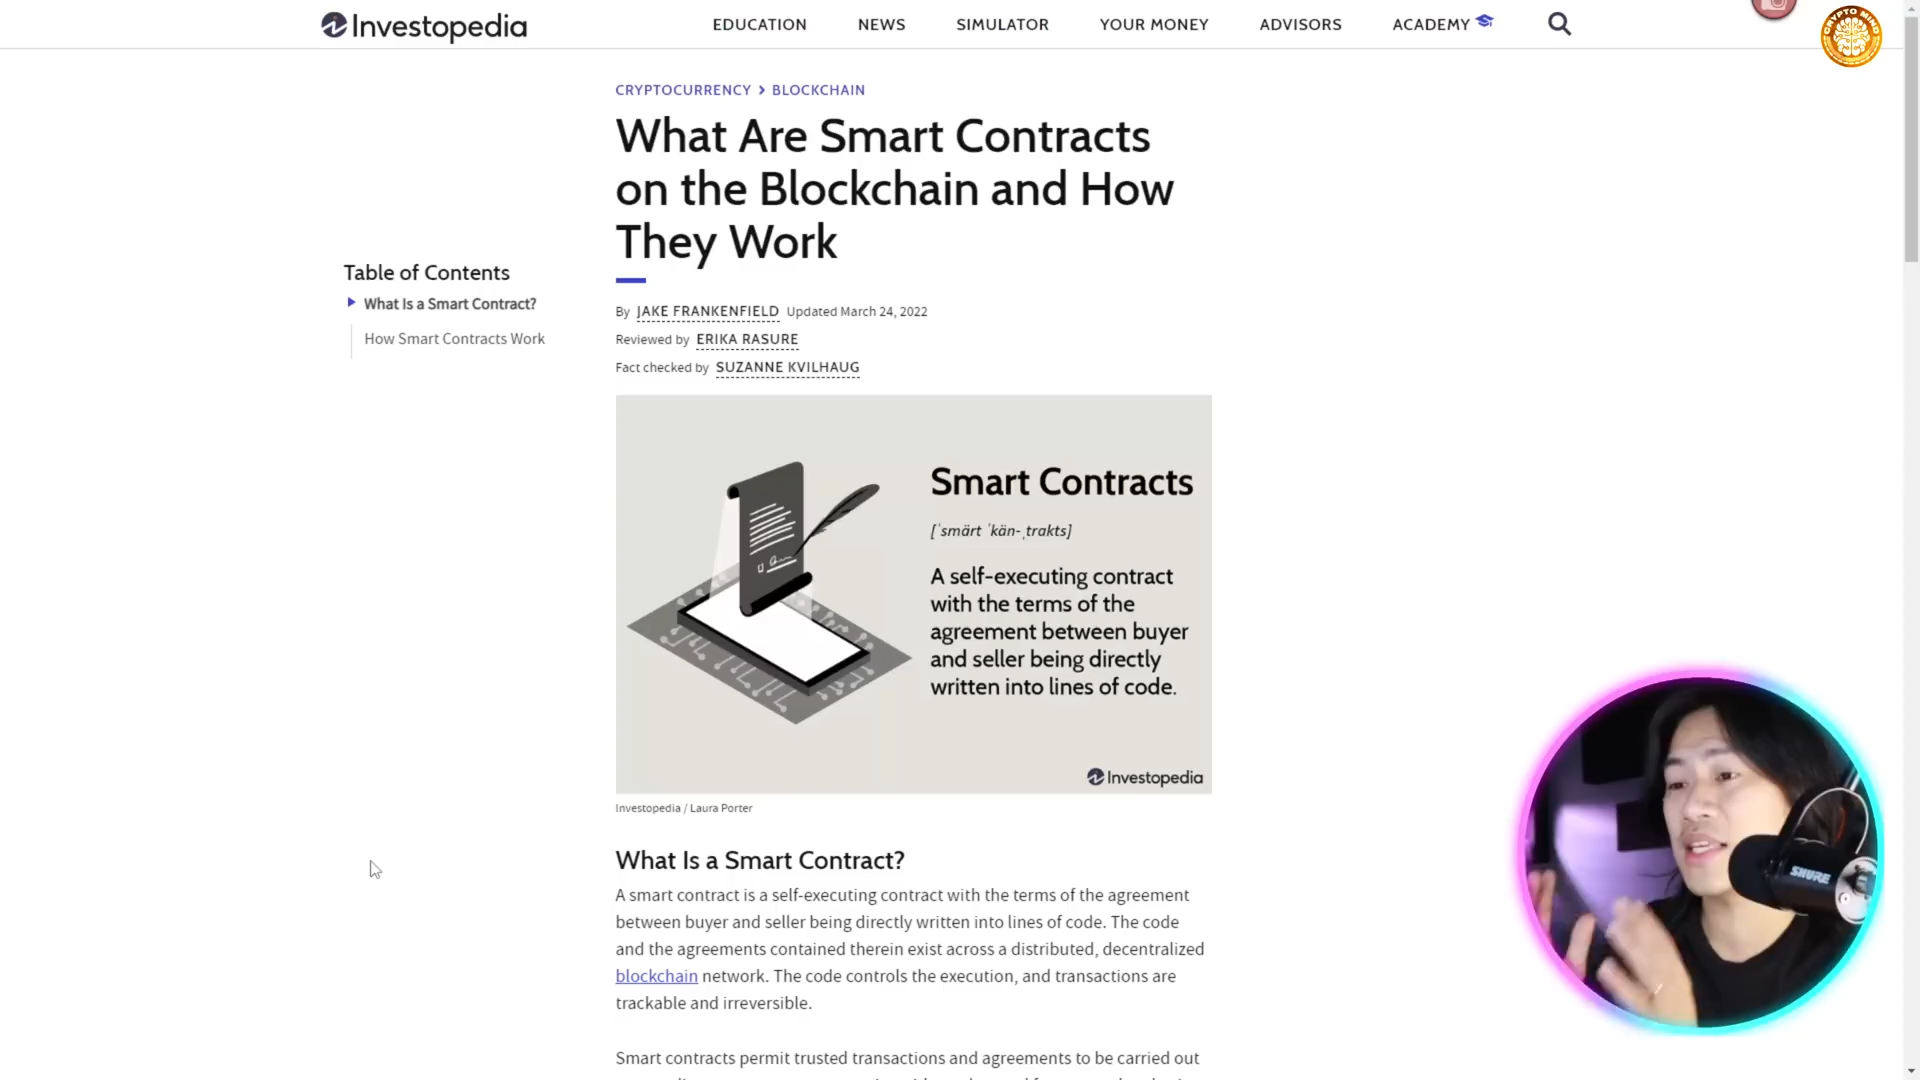 Investopedia
EDUCATION NEWS SIMULATOR YOUR MONEY ADVISORS ACADEMY
CRYPTO MIND
CRYPTOCURRENCY > BLOCKCHAIN
What Are Smart Contracts
on the Blockchain and How
They Work
Table of Contents
What Is a Smart Contract?
How Smart Contracts Work
By JAKE FRANKENFIELD Updated March 24, 2022
Reviewed by ERIKA RASURE
Fact checked by SUZANNE KVILHAUG
Smart Contracts
[ˈsmärt ˈkän-ˌtrakts]
A self-executing contract
with the terms of the
agreement between buyer
and seller being directly
written into lines of code.
Investopedia
Investopedia / Laura Porter
What Is a Smart Contract?
A smart contract is a self-executing contract with the terms of the agreement
between buyer and seller being directly written into lines of code. The code
and the agreements contained therein exist across a distributed, decentralized
blockchain network. The code controls the execution, and transactions are
trackable and irreversible.
Smart contracts permit trusted transactions and agreements to be carried out
SHURE